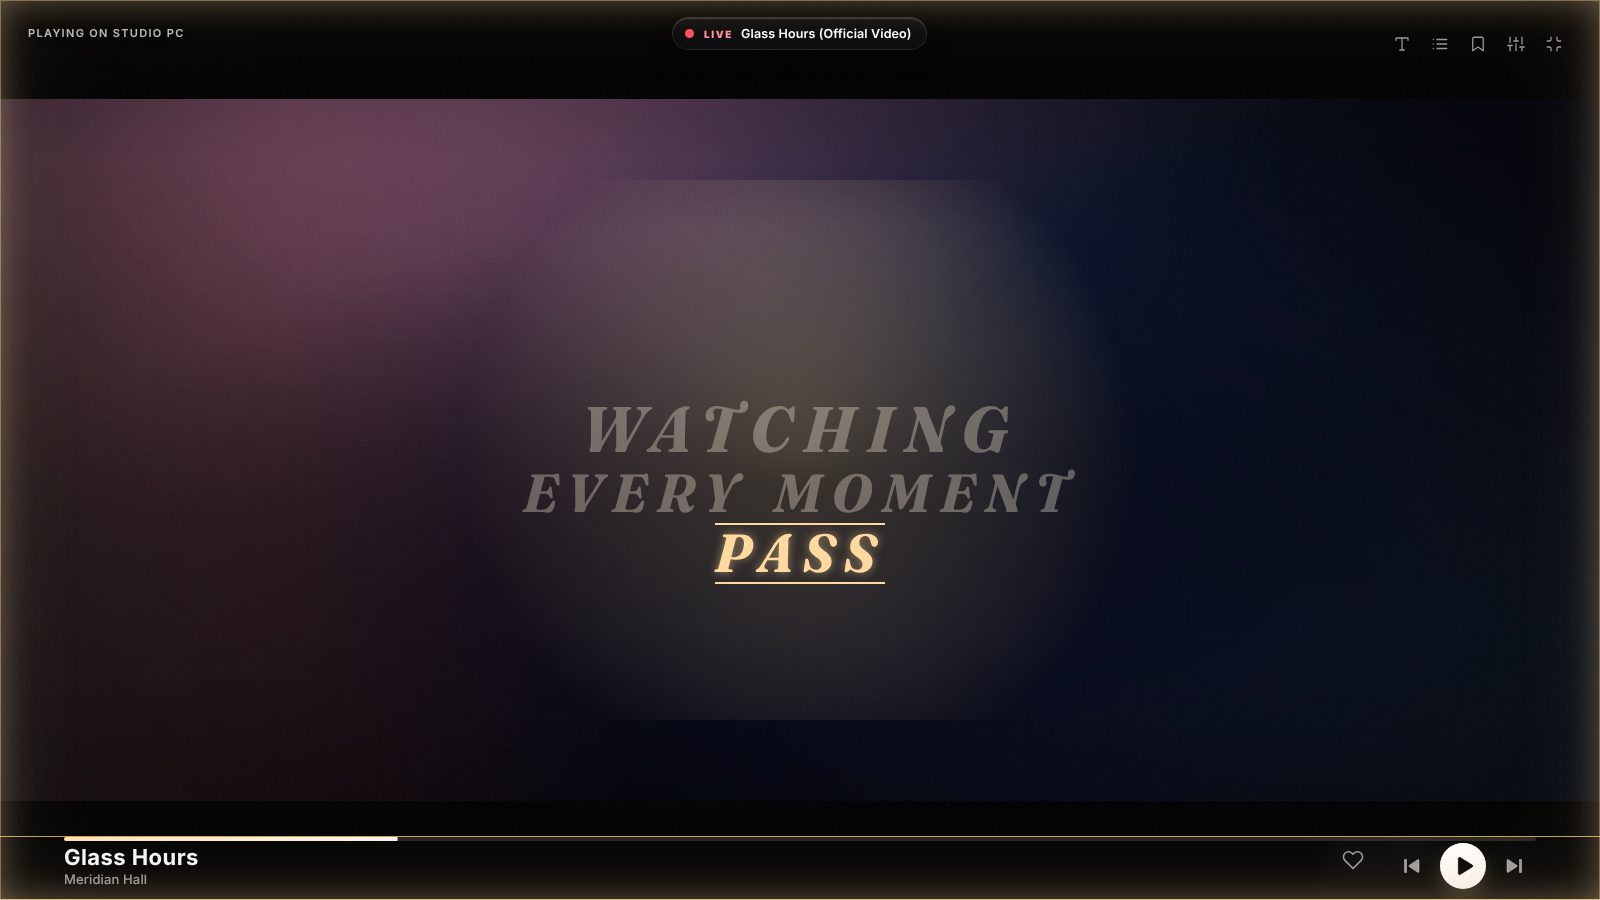 PLAYING ON STUDIO PC
LIVE Glass Hours (Official Video)
WATCHING
EVERY MOMENT
PASS
Glass Hours
Meridian Hall